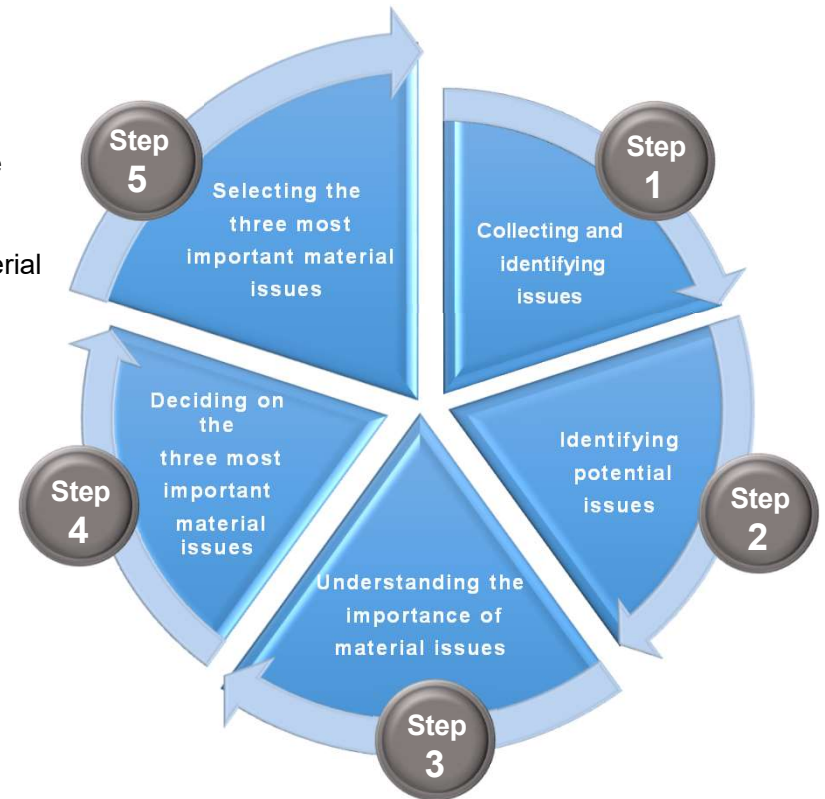 Step
1
Collecting and
identifying
issues
Step
2
Identifying
potential
issues
Step
3
Understanding the
importance of
material issues
Step
4
Deciding on
the
three most
important
material
issues
Step
5
Selecting the
three most
important material
issues